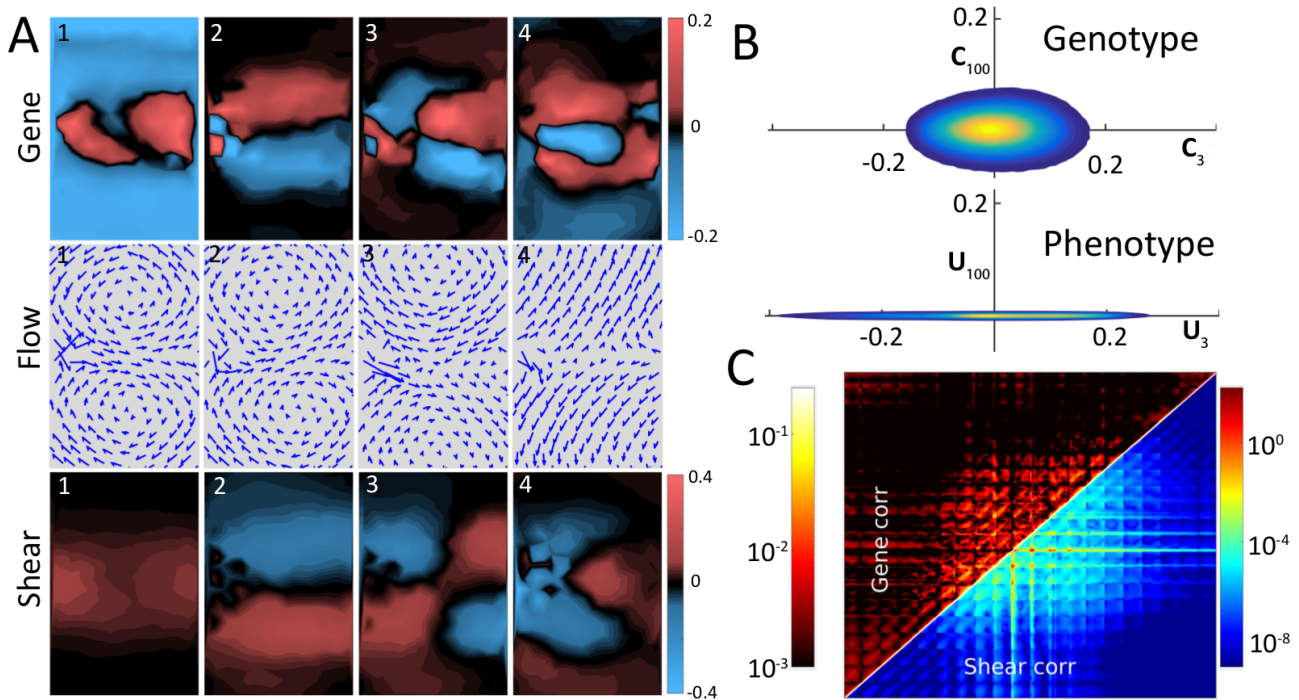 A
Gene
1
2
3
4
0.2
0
-0.2
Flow
1
2
3
4
Shear
1
2
3
4
0.4
0
-0.4
B
0.2
C100
Genotype
-0.2
0.2
C3
0.2
U100
Phenotype
-0.2
0.2
U3
C
10-1
10-2
10-3
Gene corr
Shear corr
100
10-4
10-8